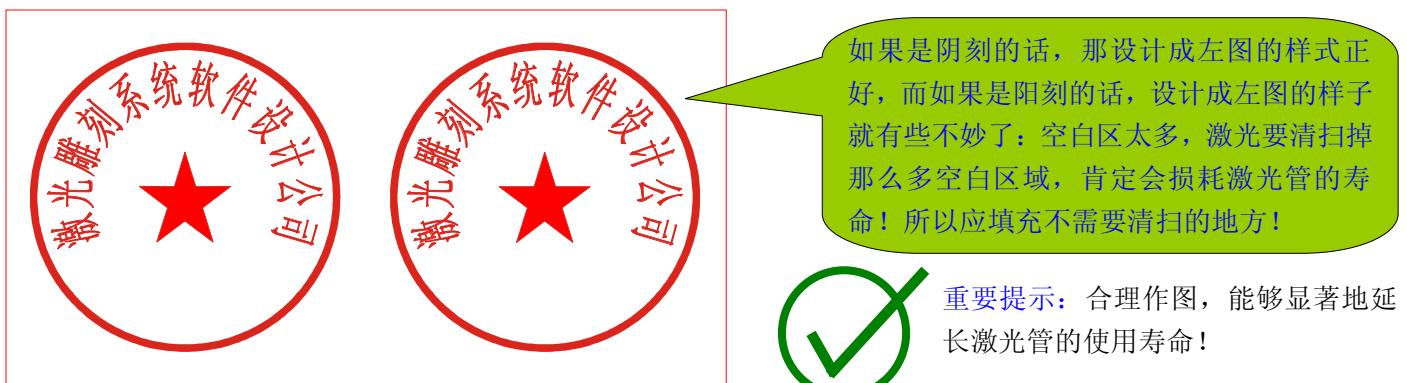 激光雕刻系统软件设计公司
激光雕刻系统软件设计公司
如果是阴刻的话，那设计成左图的样式正
好，而如果是阳刻的话，设计成左图的样子
就有些不妙了：空白区太多，激光要清扫掉
那么多空白区域，肯定会损耗激光管的寿
命！所以应填充不需要清扫的地方！
重要提示：合理作图，能够显著地延
长激光管的使用寿命！